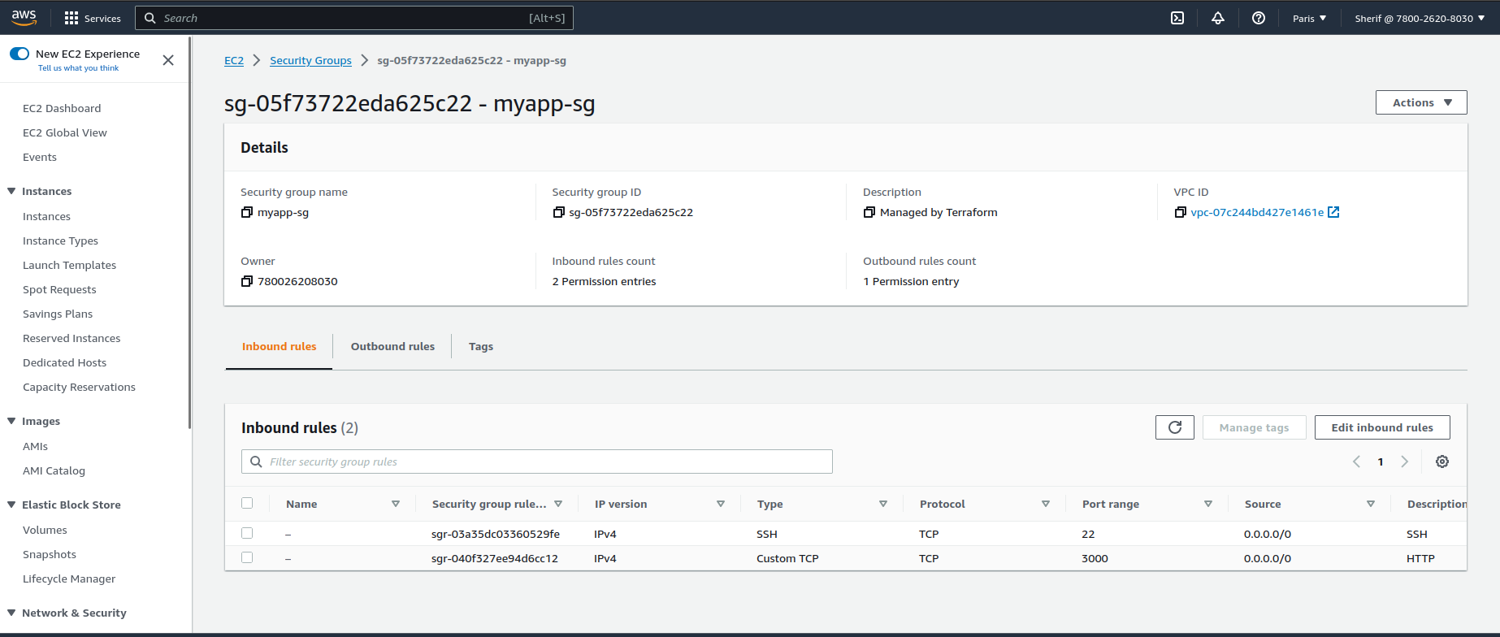 aws Services Search [Alt+S] Paris ▼ Sherif @ 7800-2620-8030 ▼
New EC2 Experience
Tell us what you think
EC2 Dashboard
EC2 Global View
Events
Instances
Instances
Instance Types
Launch Templates
Spot Requests
Savings Plans
Reserved Instances
Dedicated Hosts
Capacity Reservations
Images
AMIs
AMI Catalog
Elastic Block Store
Volumes
Snapshots
Lifecycle Manager
Network & Security
EC2 > Security Groups > sg-05f73722eda625c22 - myapp-sg
sg-05f73722eda625c22 - myapp-sg
Actions ▼
Details
Security group name
myapp-sg
Security group ID
sg-05f73722eda625c22
Description
Managed by Terraform
VPC ID
vpc-07c244bd427e1461e
Owner
780026208030
Inbound rules count
2 Permission entries
Outbound rules count
1 Permission entry
Inbound rules Outbound rules Tags
Inbound rules (2)
Manage tags Edit inbound rules
Filter security group rules
1
Name Security group rule... IP version Type Protocol Port range Source Description
– sgr-03a35dc03360529fe IPv4 SSH TCP 22 0.0.0.0/0 SSH
– sgr-040f327ee94d6cc12 IPv4 Custom TCP TCP 3000 0.0.0.0/0 HTTP